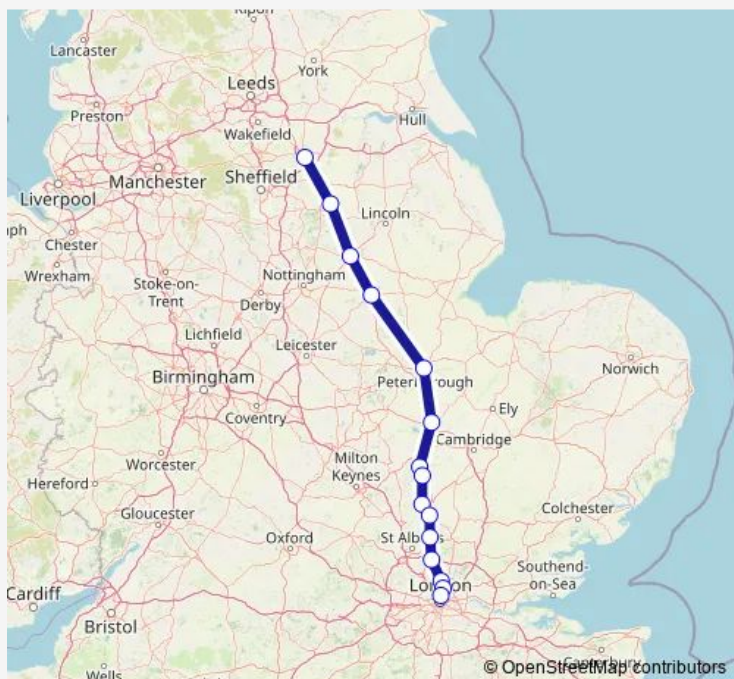 Ripon
Lancaster
York
Leeds
Preston
Hull
Wakefield
Manchester
Sheffield
Liverpool
Lincoln
Chester
Wrexham
Stoke-on-
Trent
Nottingham
Derby
Lichfield
Leicester
Norwich
Birmingham
Peterborough
Coventry
Ely
Cambridge
Worcester
Milton
Keynes
Hereford
Gloucester
Colchester
Oxford
St Albans
Southend-
on-Sea
London
Cardiff
Bristol
Canterbury
Wells
© OpenStreetMap contributors